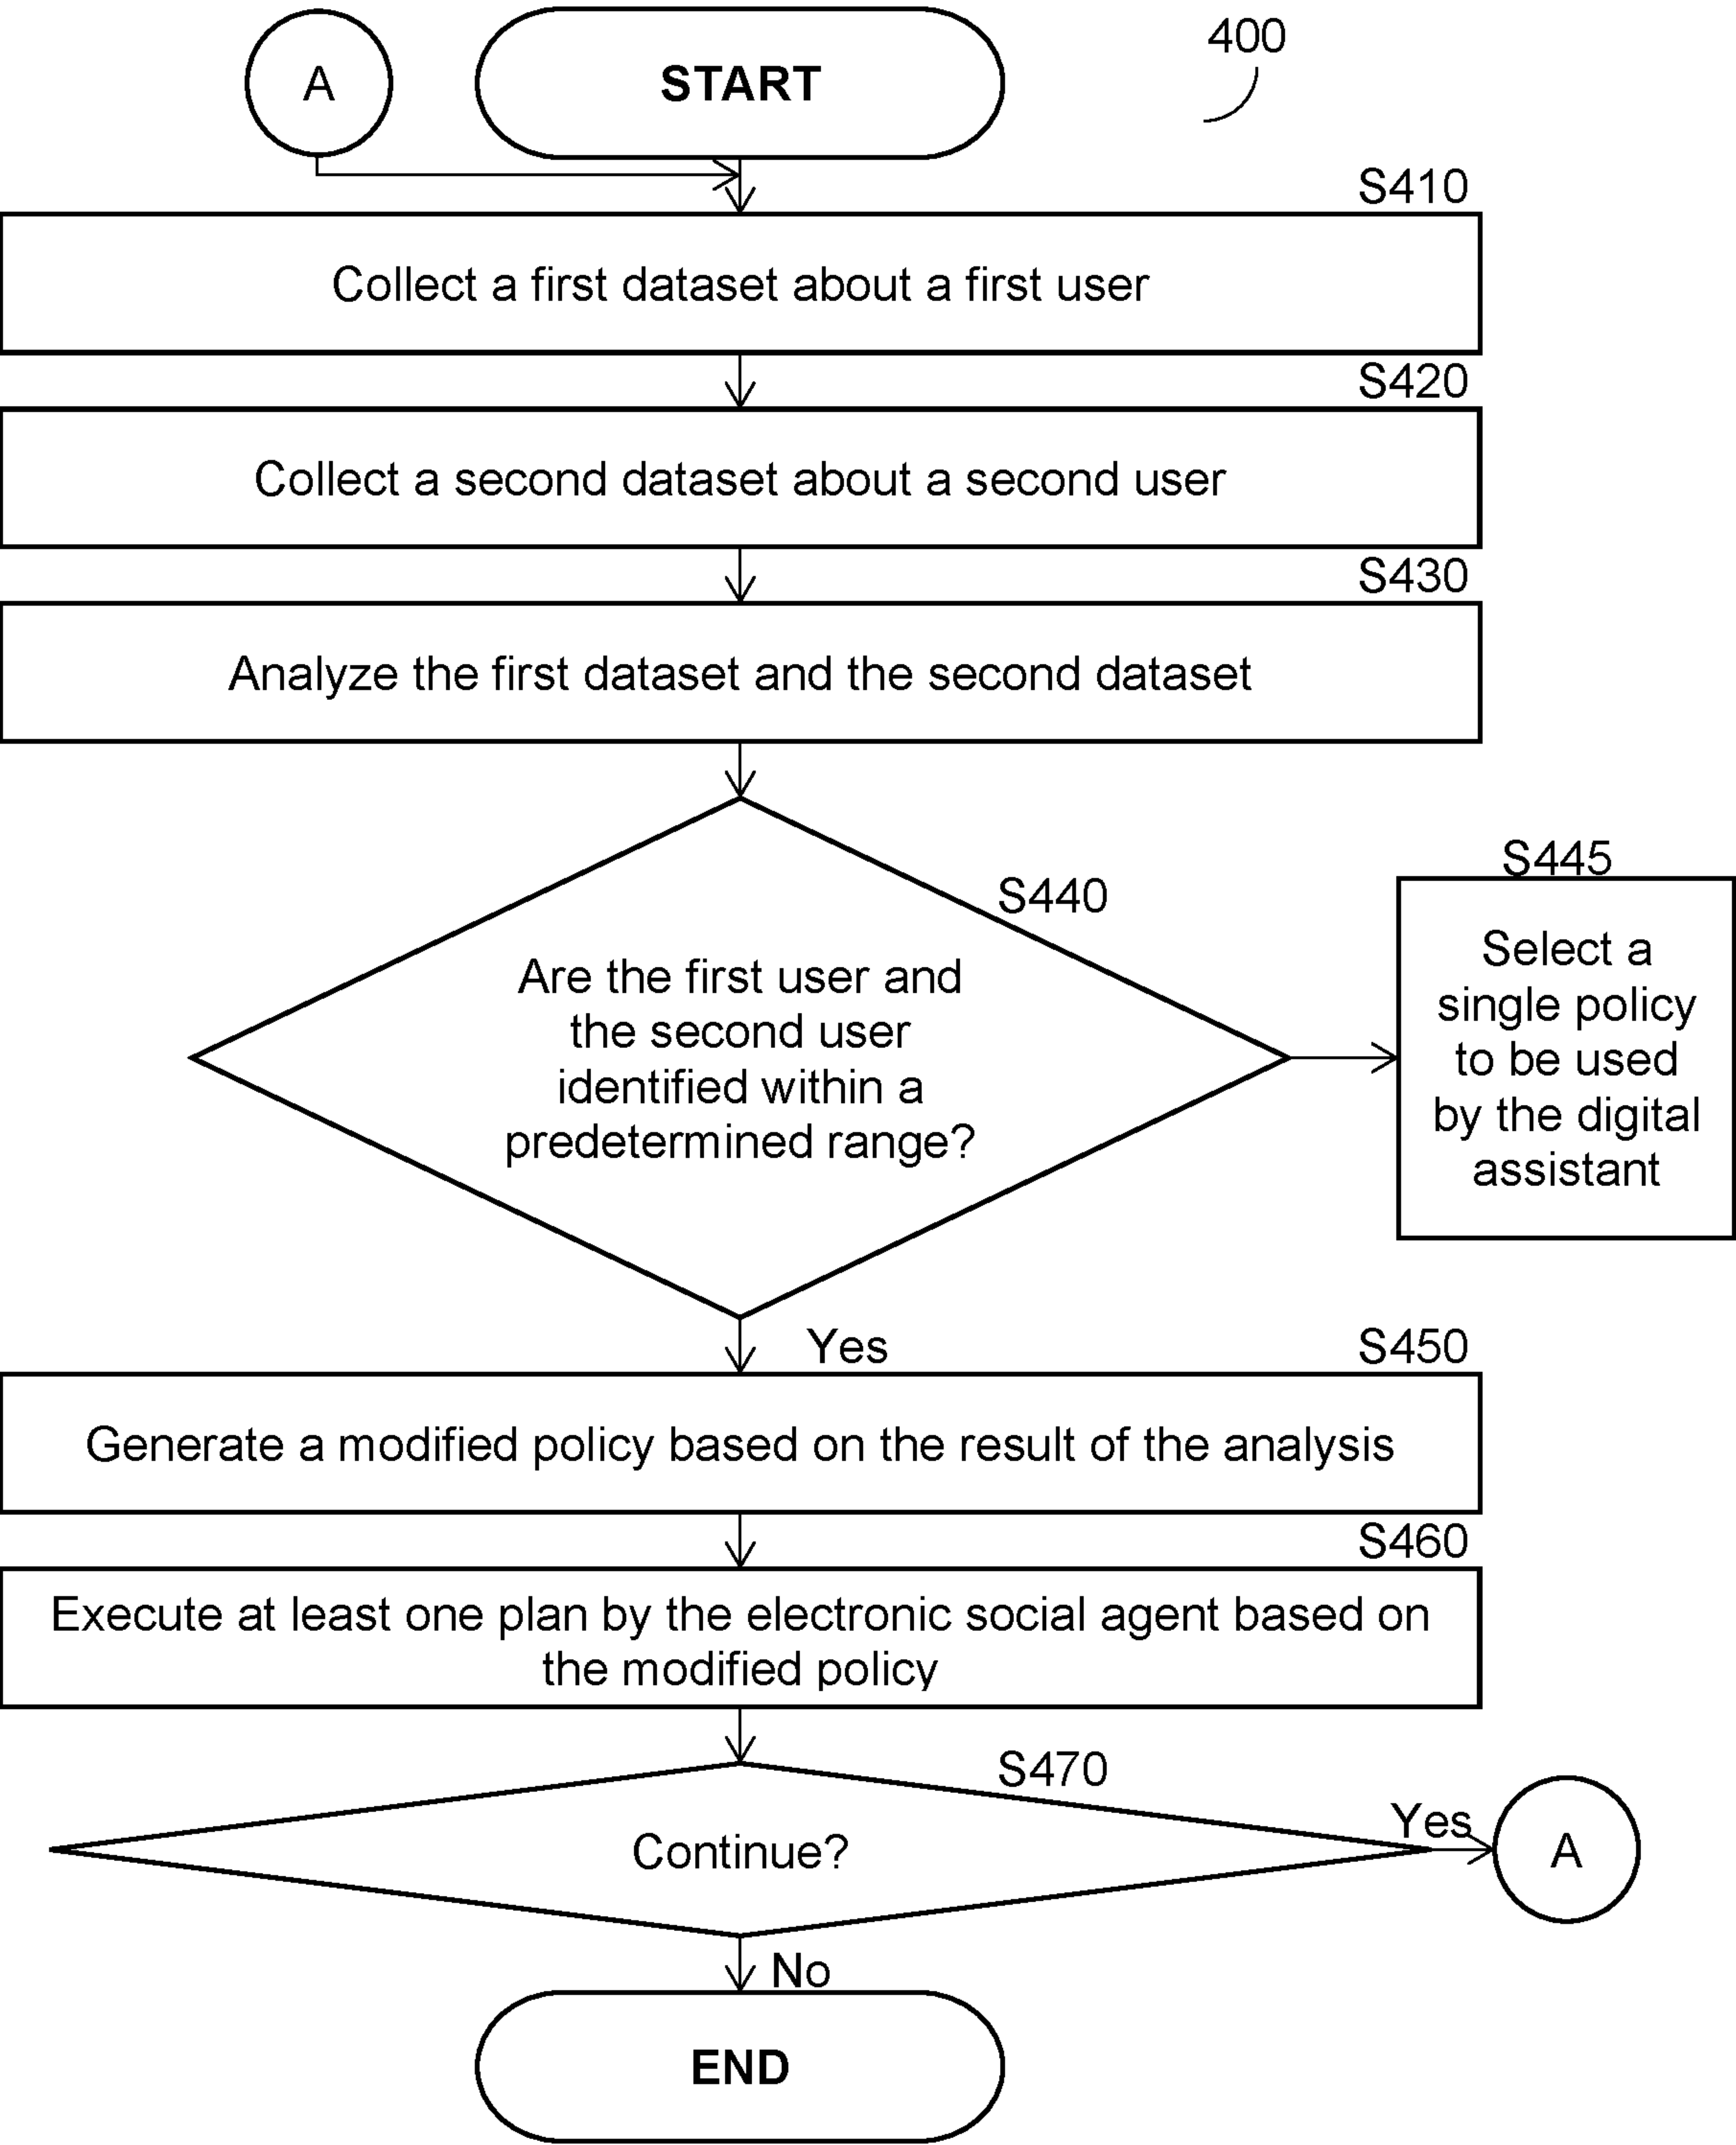 A
START
400
S410
Collect a first dataset about a first user
S420
Collect a second dataset about a second user
S430
Analyze the first dataset and the second dataset
S440
Are the first user and
the second user
identified within a
predetermined range?
S445
Select a
single policy
to be used
by the digital
assistant
Yes
S450
Generate a modified policy based on the result of the analysis
S460
Execute at least one plan by the electronic social agent based on
the modified policy
S470
Continue?
Yes
A
No
END